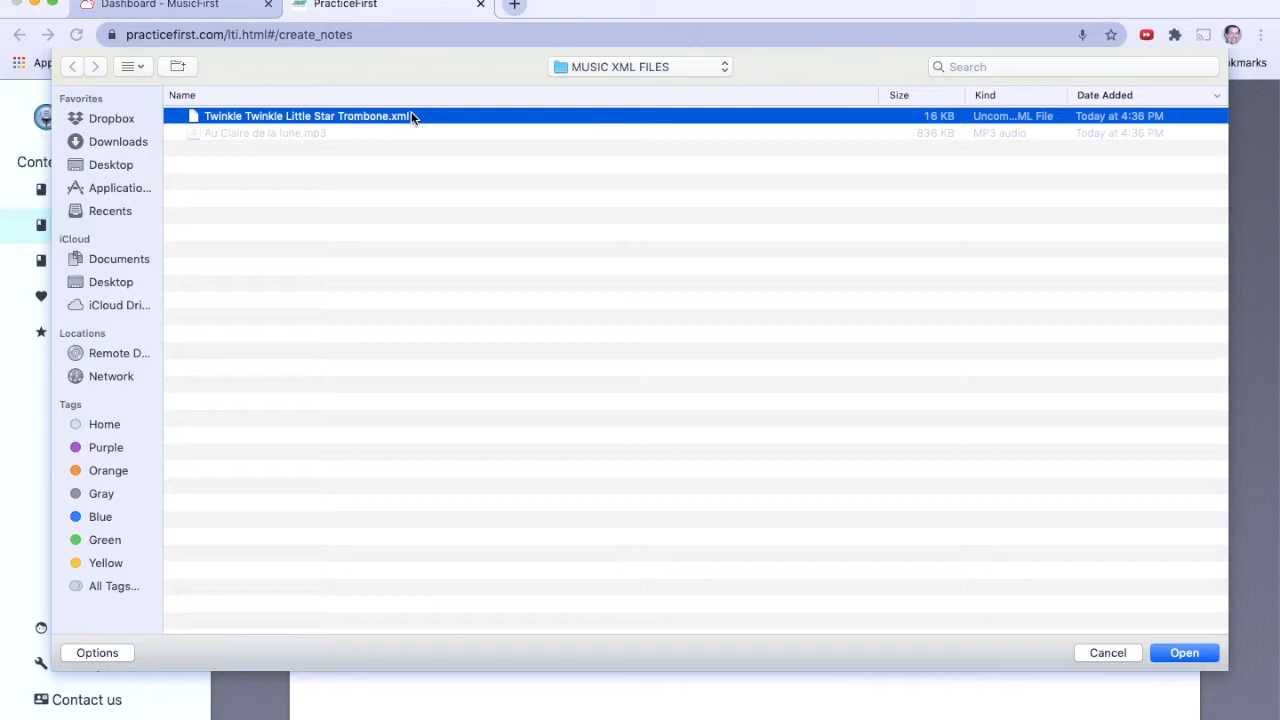 Dashboard - MusicFirst
PracticeFirst
practicefirst.com/lti.html#/create_notes
App
kmarks
MUSIC XML FILES
Search
Favorites
Name
Size
Kind
Date Added
Twinkle Twinkle Little Star Trombone.xml
16 KB
Uncom...ML File
Today at 4:36 PM
Au Claire de la lune.mp3
836 KB
MP3 audio
Today at 4:36 PM
Dropbox
Downloads
Desktop
Applicatio...
Recents
iCloud
Documents
Desktop
iCloud Dri...
Locations
Remote D...
Network
Tags
Home
Purple
Orange
Gray
Blue
Green
Yellow
All Tags...
Conte
Options
Cancel
Open
Contact us